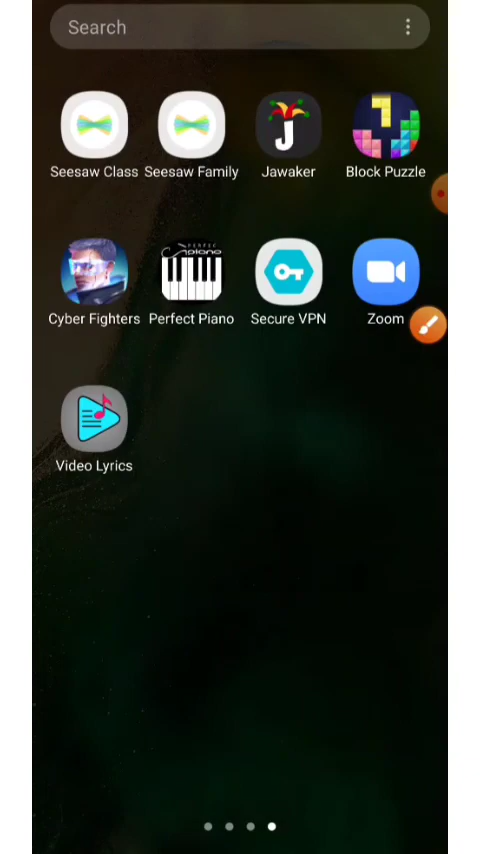 Search
Seesaw Class Seesaw Family Jawaker Block Puzzle
Cyber Fighters Perfect Piano Secure VPN Zoom
Video Lyrics